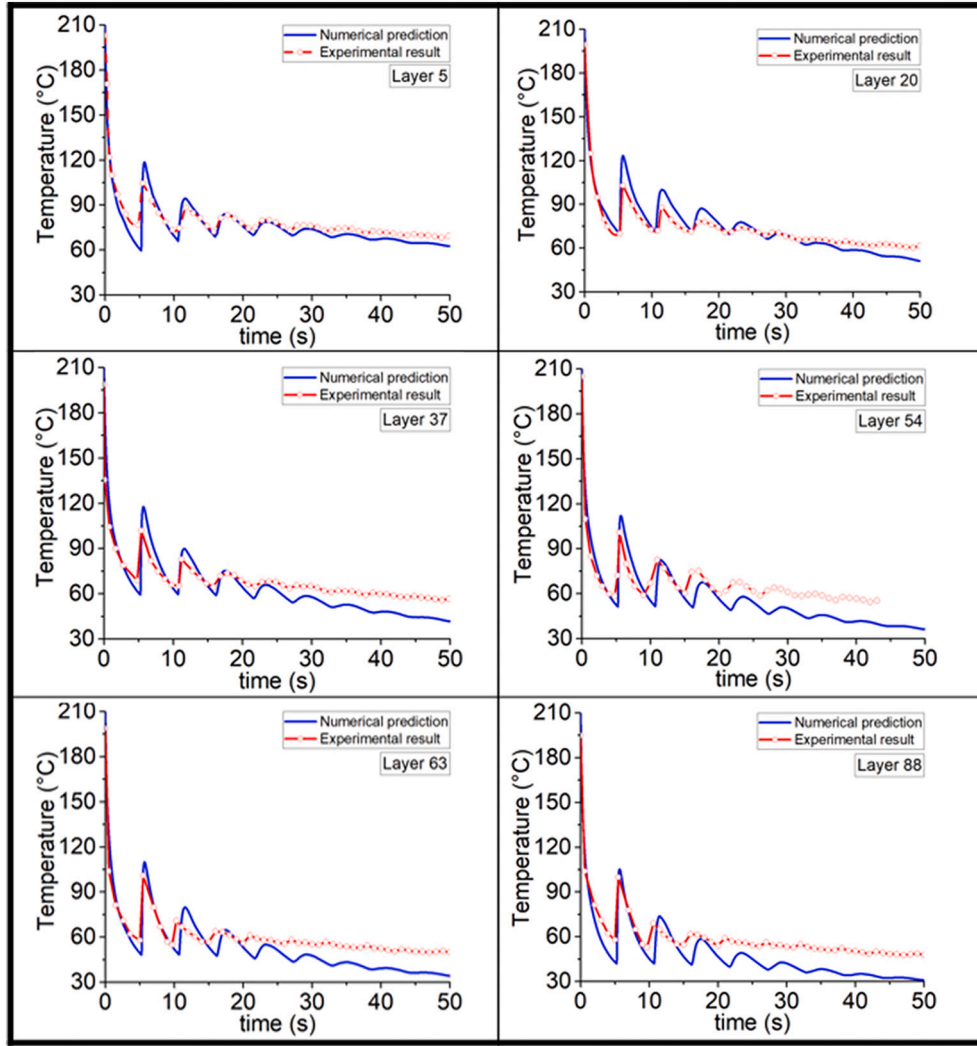 210
180
150
120
90
60
30
Temperature (°C)
Numerical prediction
Experimental result
Layer 5
0 10 20 30 40 50
time (s)
210
180
150
120
90
60
30
Temperature (°C)
Numerical prediction
Experimental result
Layer 20
0 10 20 30 40 50
time (s)
210
180
150
120
90
60
30
Temperature (°C)
Numerical prediction
Experimental result
Layer 37
0 10 20 30 40 50
time (s)
210
180
150
120
90
60
30
Temperature (°C)
Numerical prediction
Experimental result
Layer 54
0 10 20 30 40 50
time (s)
210
180
150
120
90
60
30
Temperature (°C)
Numerical prediction
Experimental result
Layer 63
0 10 20 30 40 50
time (s)
210
180
150
120
90
60
30
Temperature (°C)
Numerical prediction
Experimental result
Layer 88
0 10 20 30 40 50
time (s)